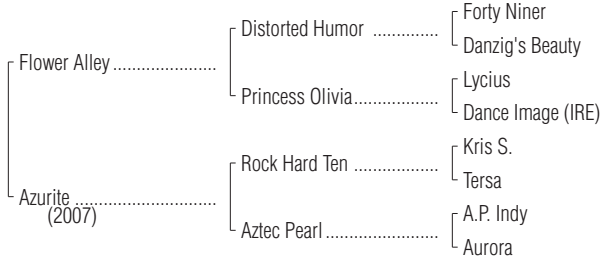 Forty Niner
Distorted Humor ..............
Danzig's Beauty
Flower Alley ......................
Lycius
Princess Olivia..................
Dance Image (IRE)
Kris S.
Rock Hard Ten ..................
Tersa
Azurite ..............................
(2007)
A.P. Indy
Aztec Pearl ........................
Aurora